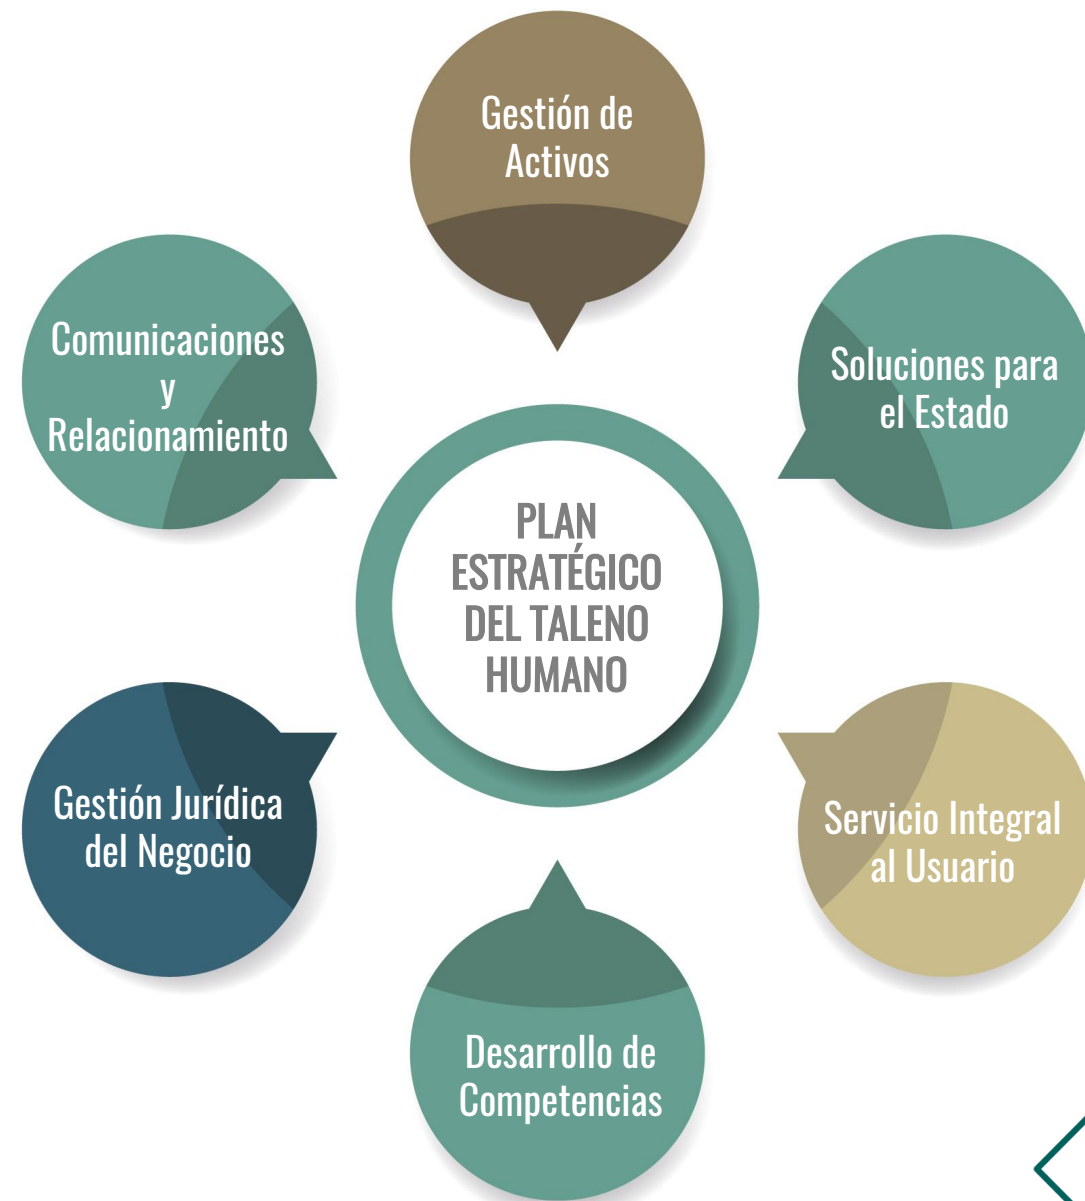 Gestión de
Activos
Comunicaciones
y
Relacionamiento
Soluciones para
el Estado
PLAN
ESTRATÉGICO
DEL TALENO
HUMANO
Gestión Jurídica
del Negocio
Servicio Integral
al Usuario
Desarrollo de
Competencias